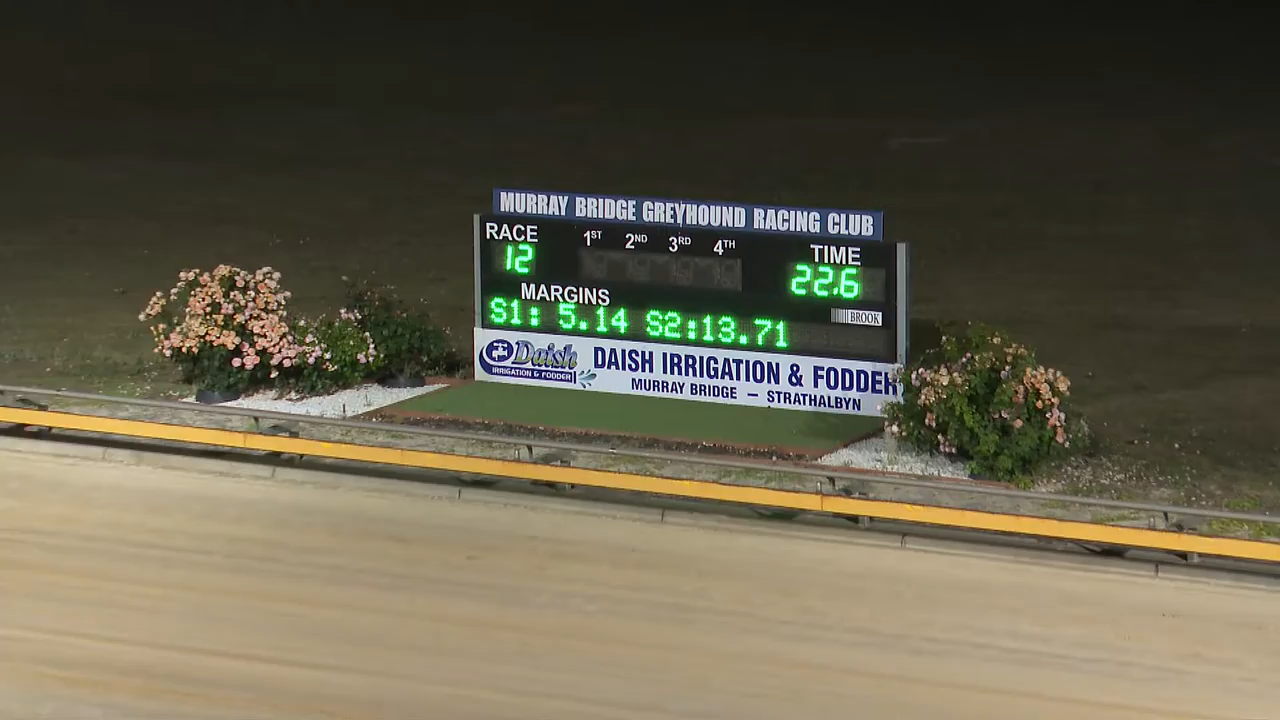 MURRAY BRIDGE GREYHOUND RACING CLUB
RACE 1ST 2ND 3RD 4TH TIME
12 22.6
MARGINS
S1: 5.14 S2:13.71
BROOK
Daish
IRRIGATION & FODDER
DAISH IRRIGATION & FODDER
MURRAY BRIDGE – STRATHALBYN